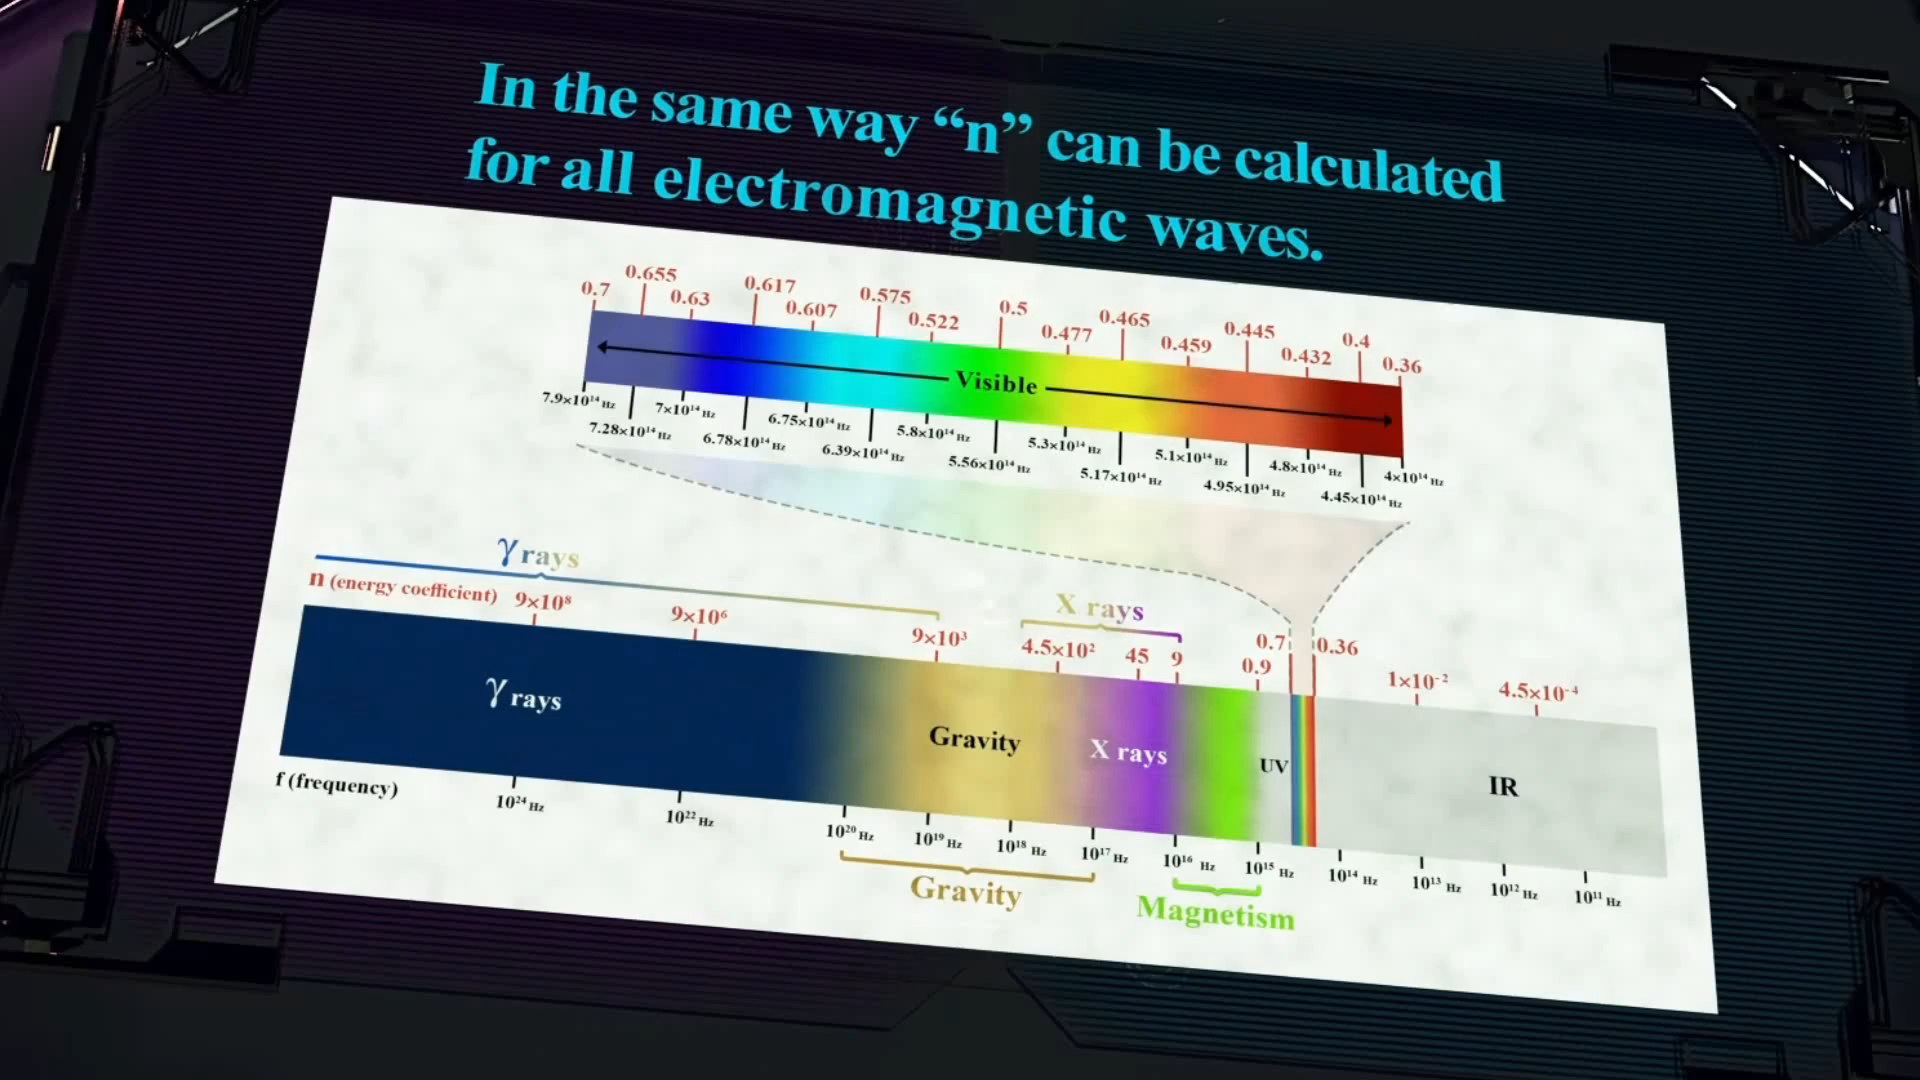 In the same way “n” can be calculated
for all electromagnetic waves.
0.7 0.655 0.63 0.617 0.607 0.575 0.522 0.5 0.477 0.465 0.459 0.445 0.432 0.4 0.36
Visible
7.9×10¹⁴ Hz 7.28×10¹⁴ Hz 7×10¹⁴ Hz 6.78×10¹⁴ Hz 6.75×10¹⁴ Hz 6.39×10¹⁴ Hz 5.8×10¹⁴ Hz 5.56×10¹⁴ Hz 5.3×10¹⁴ Hz 5.17×10¹⁴ Hz 5.1×10¹⁴ Hz 4.95×10¹⁴ Hz 4.8×10¹⁴ Hz 4.45×10¹⁴ Hz 4×10¹⁴ Hz
γ rays
X rays
n (energy coefficient) 9×10⁸ 9×10⁶ 9×10³ 4.5×10² 45 9 0.9 0.7 0.36 1×10⁻² 4.5×10⁻⁴
γ rays Gravity X rays UV IR
f (frequency) 10²⁴ Hz 10²² Hz 10²⁰ Hz 10¹⁹ Hz 10¹⁸ Hz 10¹⁷ Hz 10¹⁶ Hz 10¹⁵ Hz 10¹⁴ Hz 10¹³ Hz 10¹² Hz 10¹¹ Hz
Gravity
Magnetism